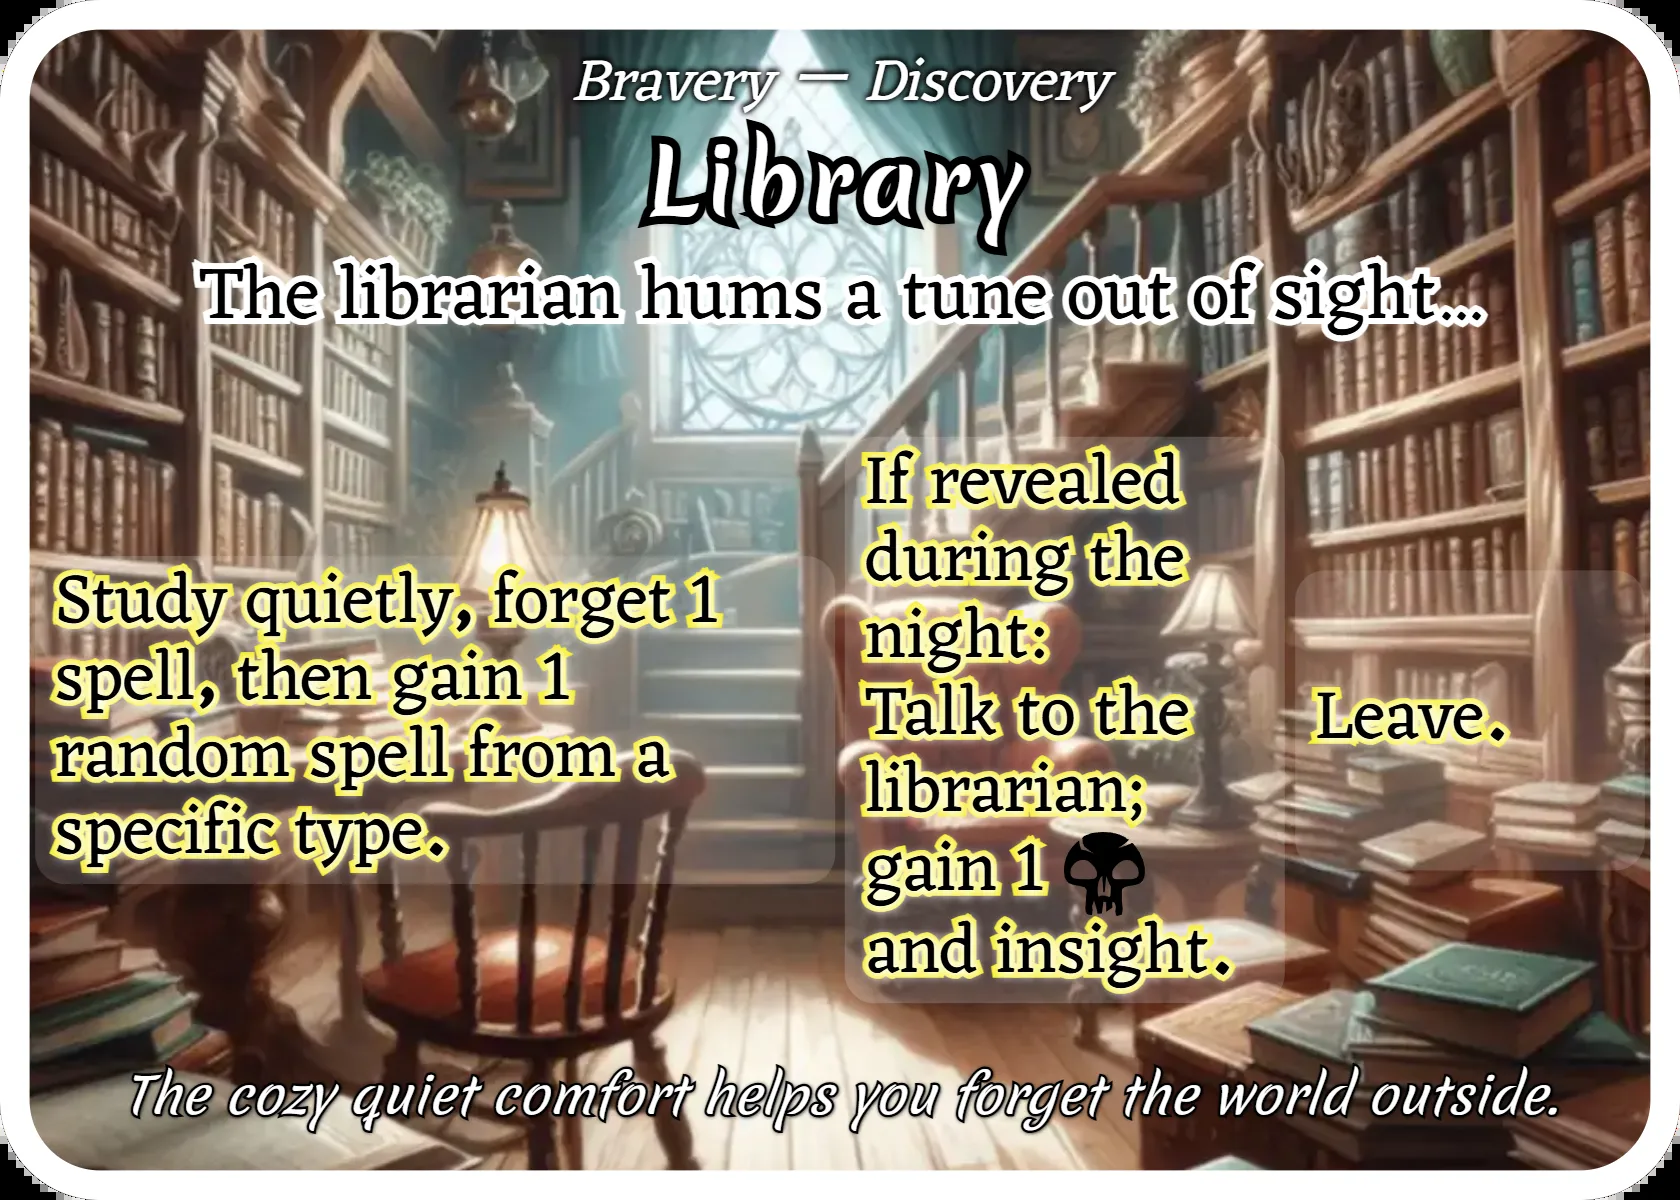 Bravery — Discovery
Library
The librarian hums a tune out of sight...
Study quietly, forget 1
spell, then gain 1
random spell from a
specific type.
If revealed
during the
night:
Talk to the
librarian;
gain 1
and insight.
Leave.
The cozy quiet comfort helps you forget the world outside.